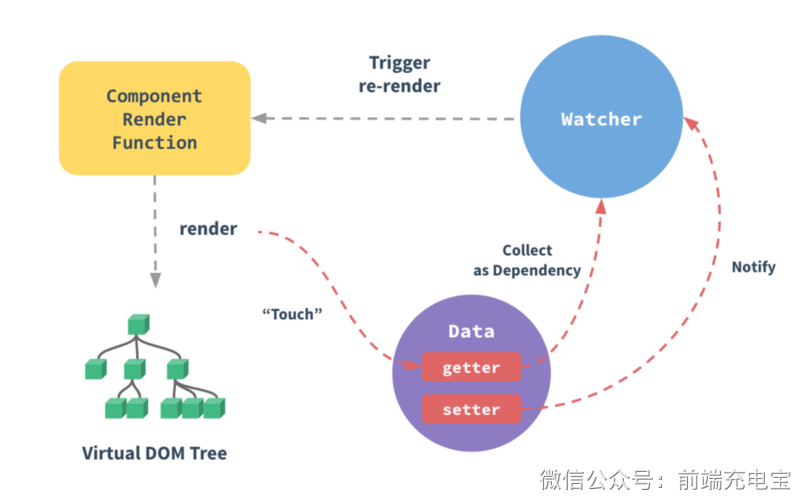 Trigger
re-render
Component
Render
Function
Watcher
render
Collect
as Dependency
Notify
“Touch”
Data
getter
setter
Virtual DOM Tree
微信公众号：前端充电宝